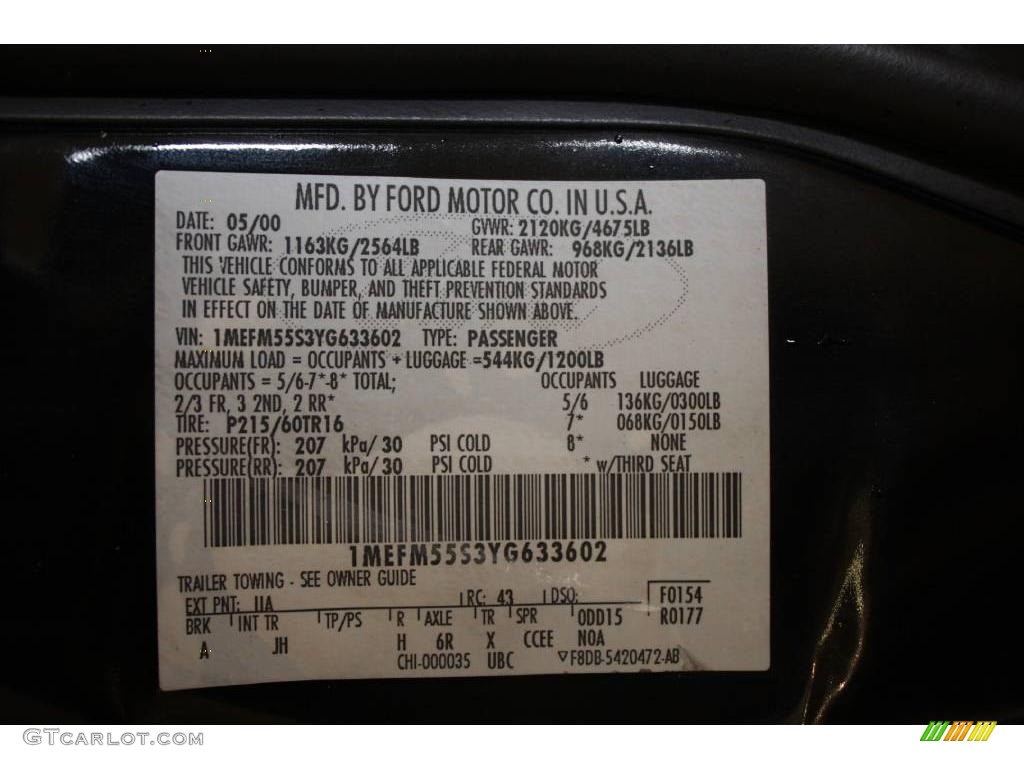 MFD. BY FORD MOTOR CO. IN U.S.A.
DATE: 05/00 GVWR: 2120KG/4675LB
FRONT GAWR: 1163KG/2564LB REAR GAWR: 968KG/2136LB
THIS VEHICLE CONFORMS TO ALL APPLICABLE FEDERAL MOTOR
VEHICLE SAFETY, BUMPER, AND THEFT PREVENTION STANDARDS
IN EFFECT ON THE DATE OF MANUFACTURE SHOWN ABOVE.
VIN: 1MEFM55S3YG633602 TYPE: PASSENGER
MAXIMUM LOAD = OCCUPANTS + LUGGAGE =544KG/1200LB
OCCUPANTS = 5/6-7*-8* TOTAL; OCCUPANTS LUGGAGE
2/3 FR, 3 2ND, 2 RR* 5/6 136KG/0300LB
TIRE: P215/60TR16 7* 068KG/0150LB
PRESSURE(FR): 207 kPa/30 PSI COLD 8* NONE
PRESSURE(RR): 207 kPa/30 PSI COLD * w/THIRD SEAT
1MEFM55S3YG633602
TRAILER TOWING - SEE OWNER GUIDE
EXT PNT: UA RC: 43 DSO: F0154
BRK INT TR TP/PS R AXLE TR SPR 0DD15 R0177
A JH H 6R X CCEE N0A
CHI-000035 UBC F8DB-5420472-AB
GTCARLOT.COM